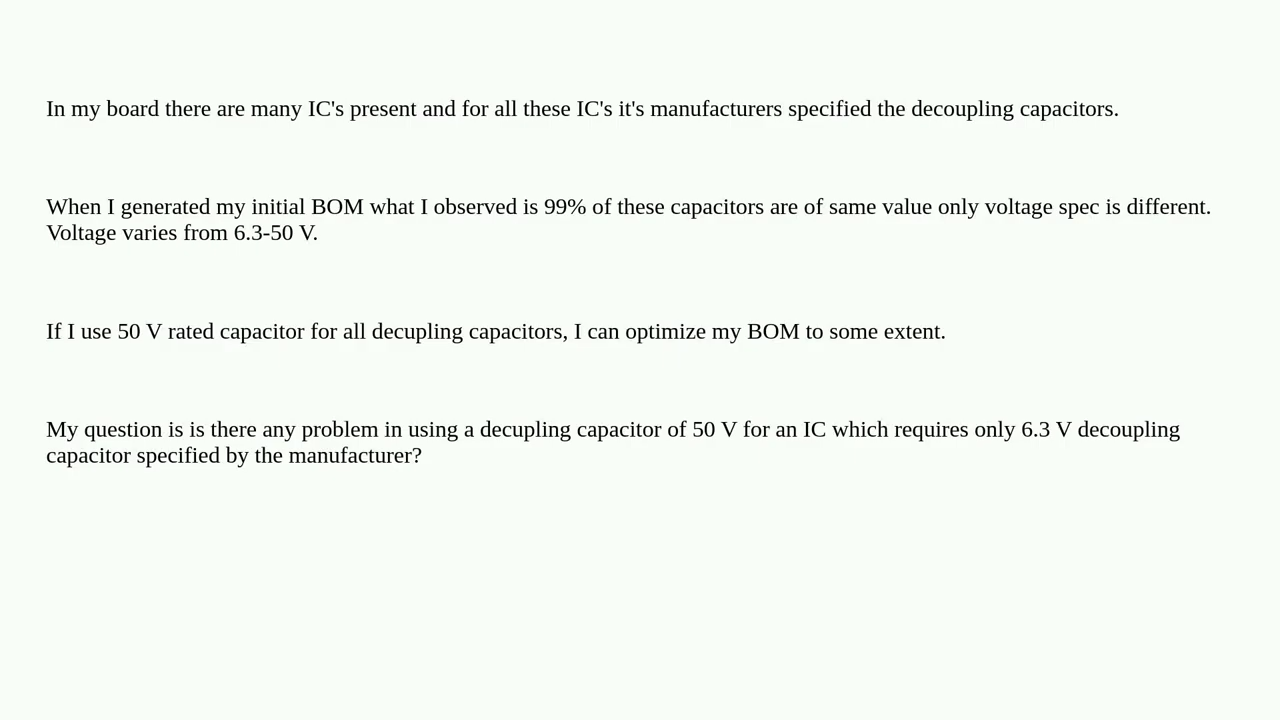 In my board there are many IC's present and for all these IC's it's manufacturers specified the decoupling capacitors.
When I generated my initial BOM what I observed is 99% of these capacitors are of same value only voltage spec is different.
Voltage varies from 6.3-50 V.
If I use 50 V rated capacitor for all decupling capacitors, I can optimize my BOM to some extent.
My question is is there any problem in using a decupling capacitor of 50 V for an IC which requires only 6.3 V decoupling
capacitor specified by the manufacturer?